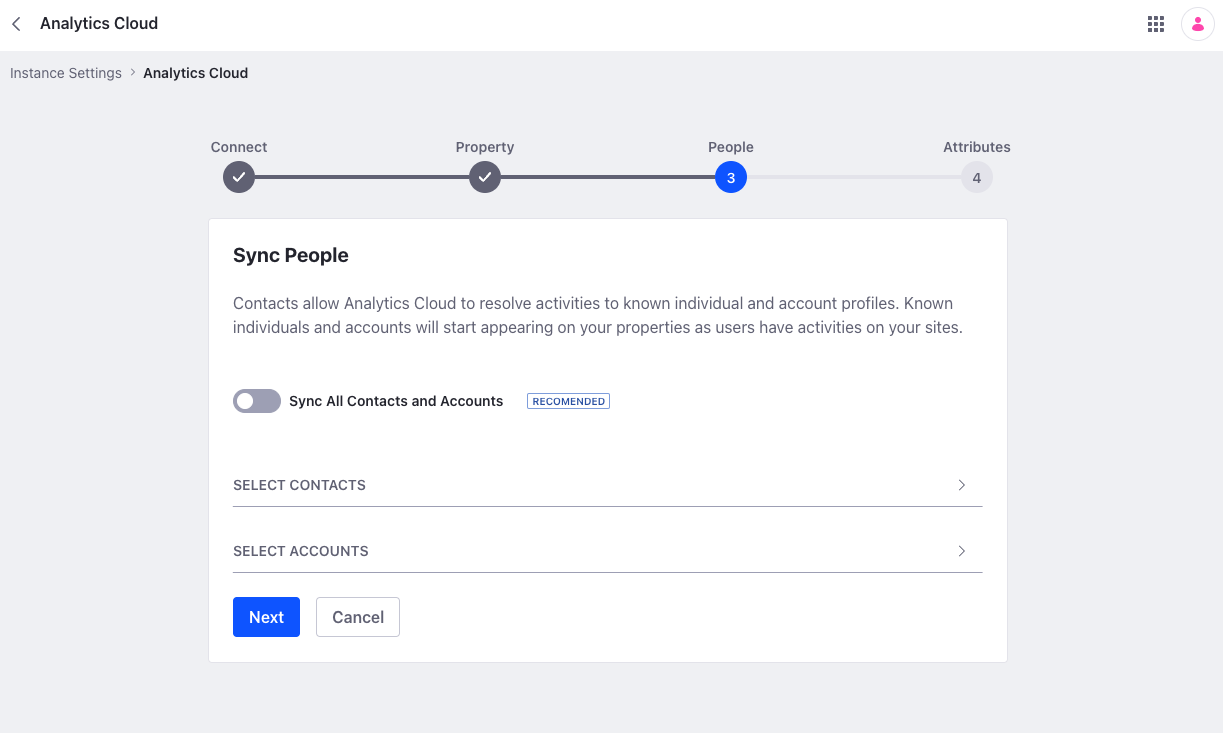 Analytics Cloud
Instance Settings > Analytics Cloud
Connect
Property
People
Attributes
3
4
Sync People
Contacts allow Analytics Cloud to resolve activities to known individual and account profiles. Known
individuals and accounts will start appearing on your properties as users have activities on your sites.
Sync All Contacts and Accounts
RECOMENDED
SELECT CONTACTS
SELECT ACCOUNTS
Next
Cancel